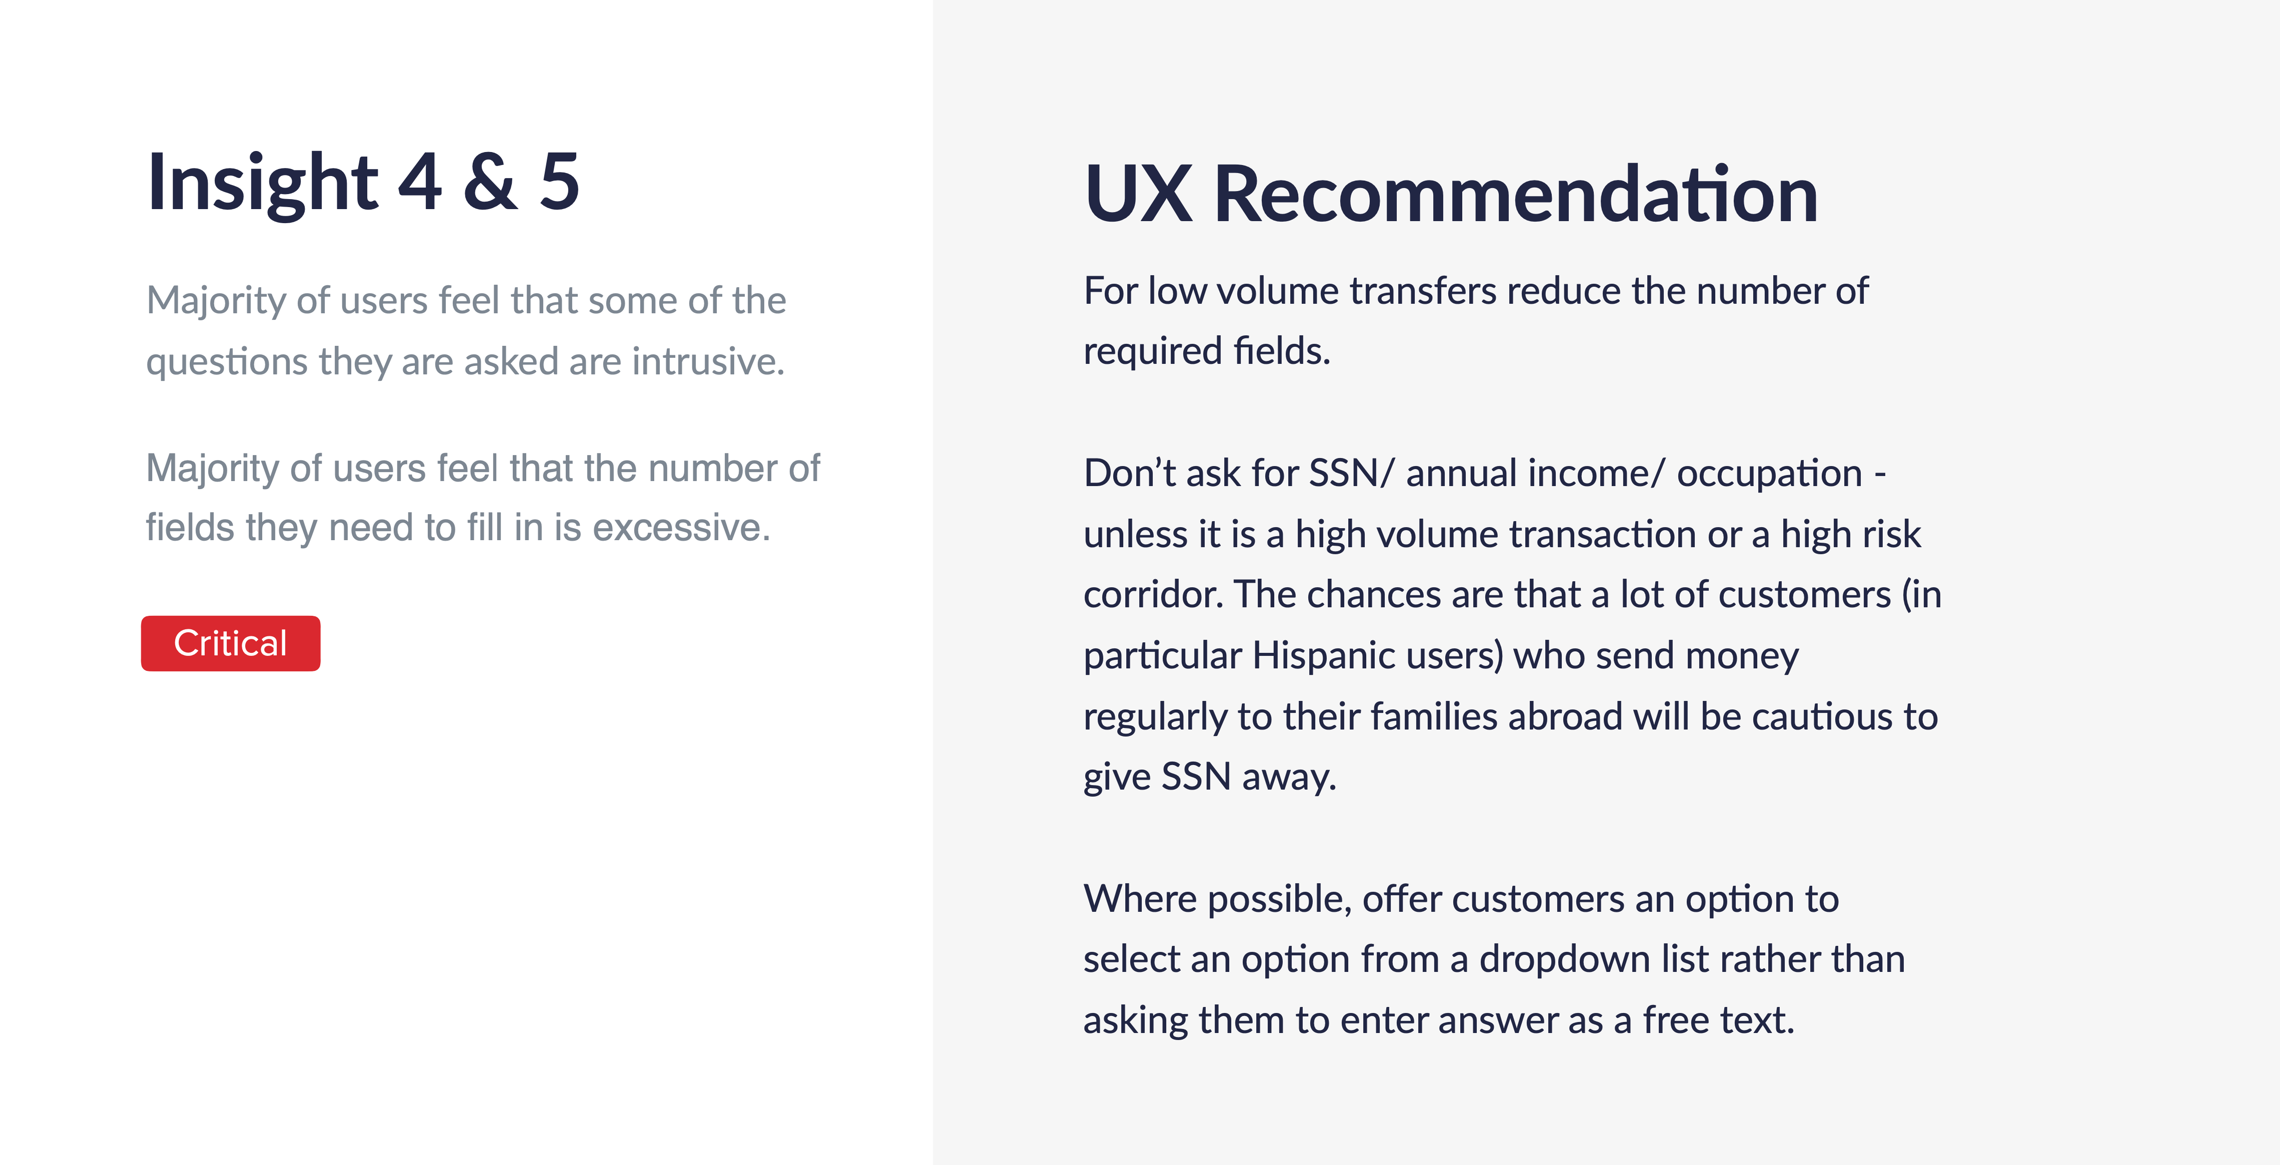 Insight 4 & 5
Majority of users feel that some of the
questions they are asked are intrusive.
Majority of users feel that the number of
fields they need to fill in is excessive.
Critical
UX Recommendation
For low volume transfers reduce the number of
required fields.
Don’t ask for SSN/ annual income/ occupation -
unless it is a high volume transaction or a high risk
corridor. The chances are that a lot of customers (in
particular Hispanic users) who send money
regularly to their families abroad will be cautious to
give SSN away.
Where possible, offer customers an option to
select an option from a dropdown list rather than
asking them to enter answer as a free text.